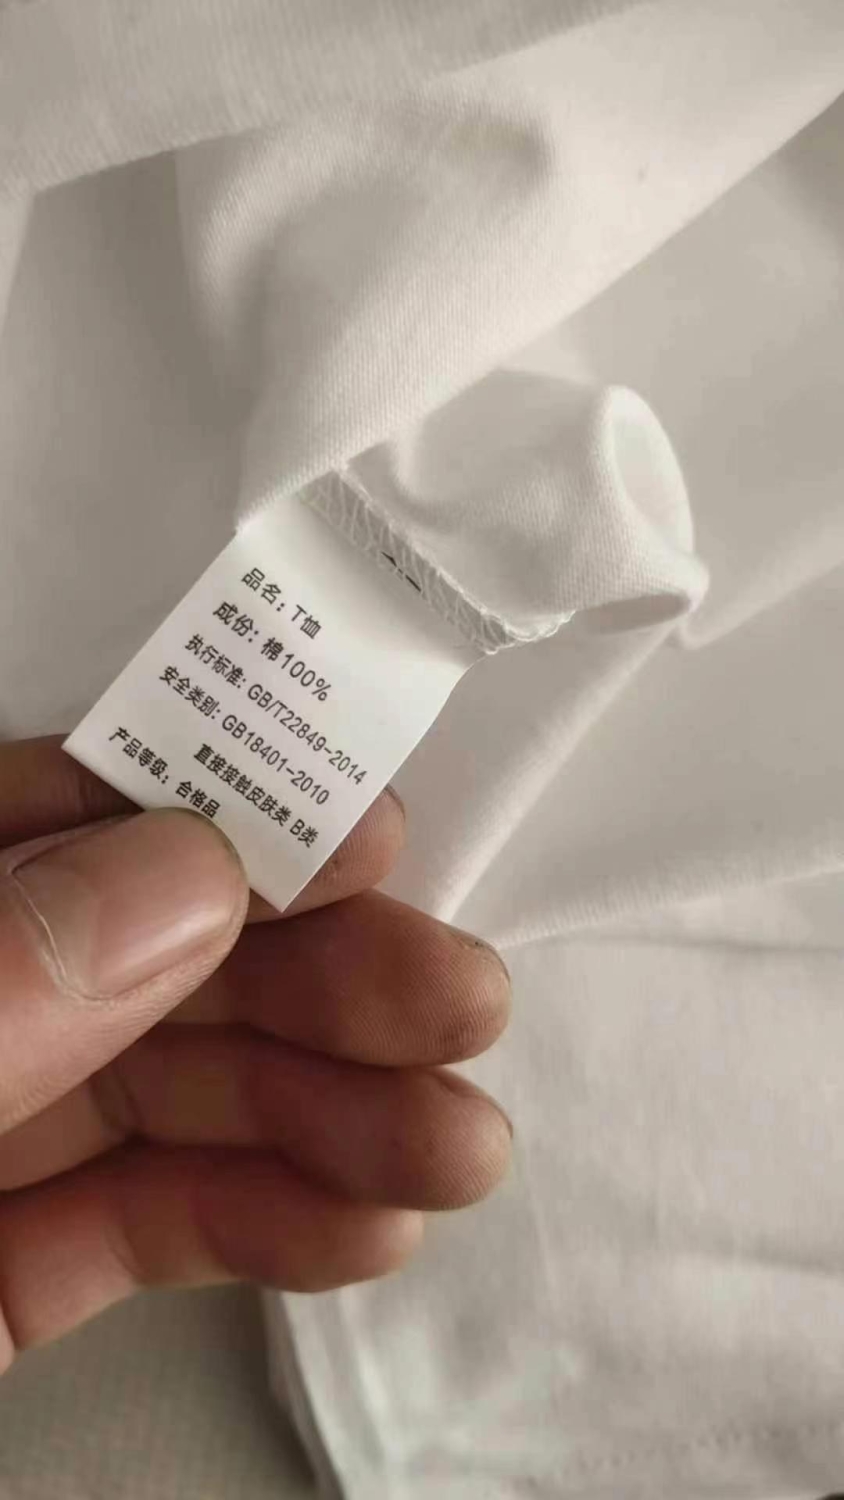 品名：T恤
成份：棉100%
执行标准：GB/T22849-2014
安全类别：GB18401-2010
直接接触皮肤类 B类
产品等级：合格品